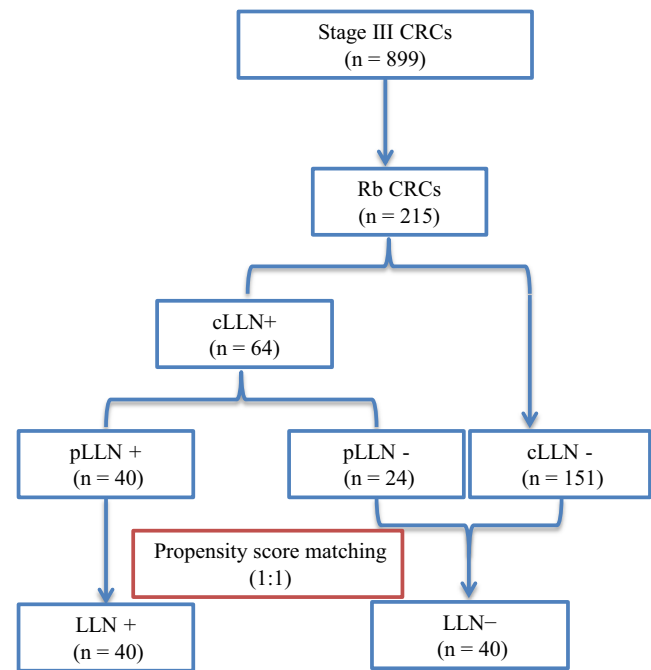 Stage III CRCs
(n = 899)
Rb CRCs
(n = 215)
cLLN+
(n = 64)
pLLN +
(n = 40)
pLLN -
(n = 24)
cLLN -
(n = 151)
Propensity score matching
(1:1)
LLN +
(n = 40)
LLN−
(n = 40)